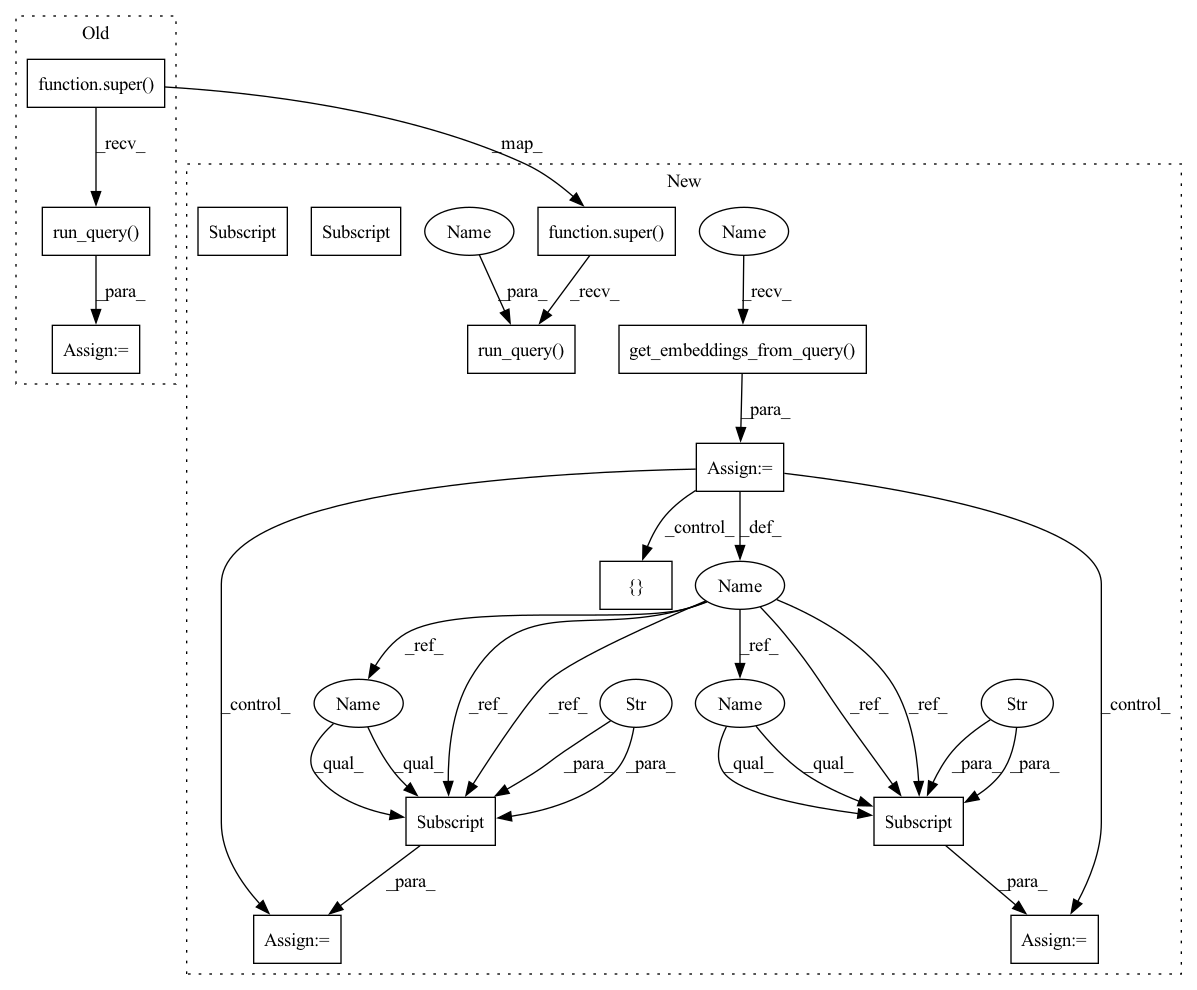 Old
function.super()
_recv_
_map_
New
run_query()
Subscript
Subscript
Name
function.super()
Name
_para_
_para_
_recv_
_recv_
Assign:=
run_query()
get_embeddings_from_query()
_para_
Assign:=
_control_
_def_
{}
Name
_ref_
_ref_
_control_
Name
_ref_
_ref_
Str
Name
_ref_
_ref_
Str
_control_
_qual_
_qual_
_para_
_para_
_qual_
_qual_
_para_
_para_
Subscript
Subscript
_para_
_para_
Assign:=
Assign:=